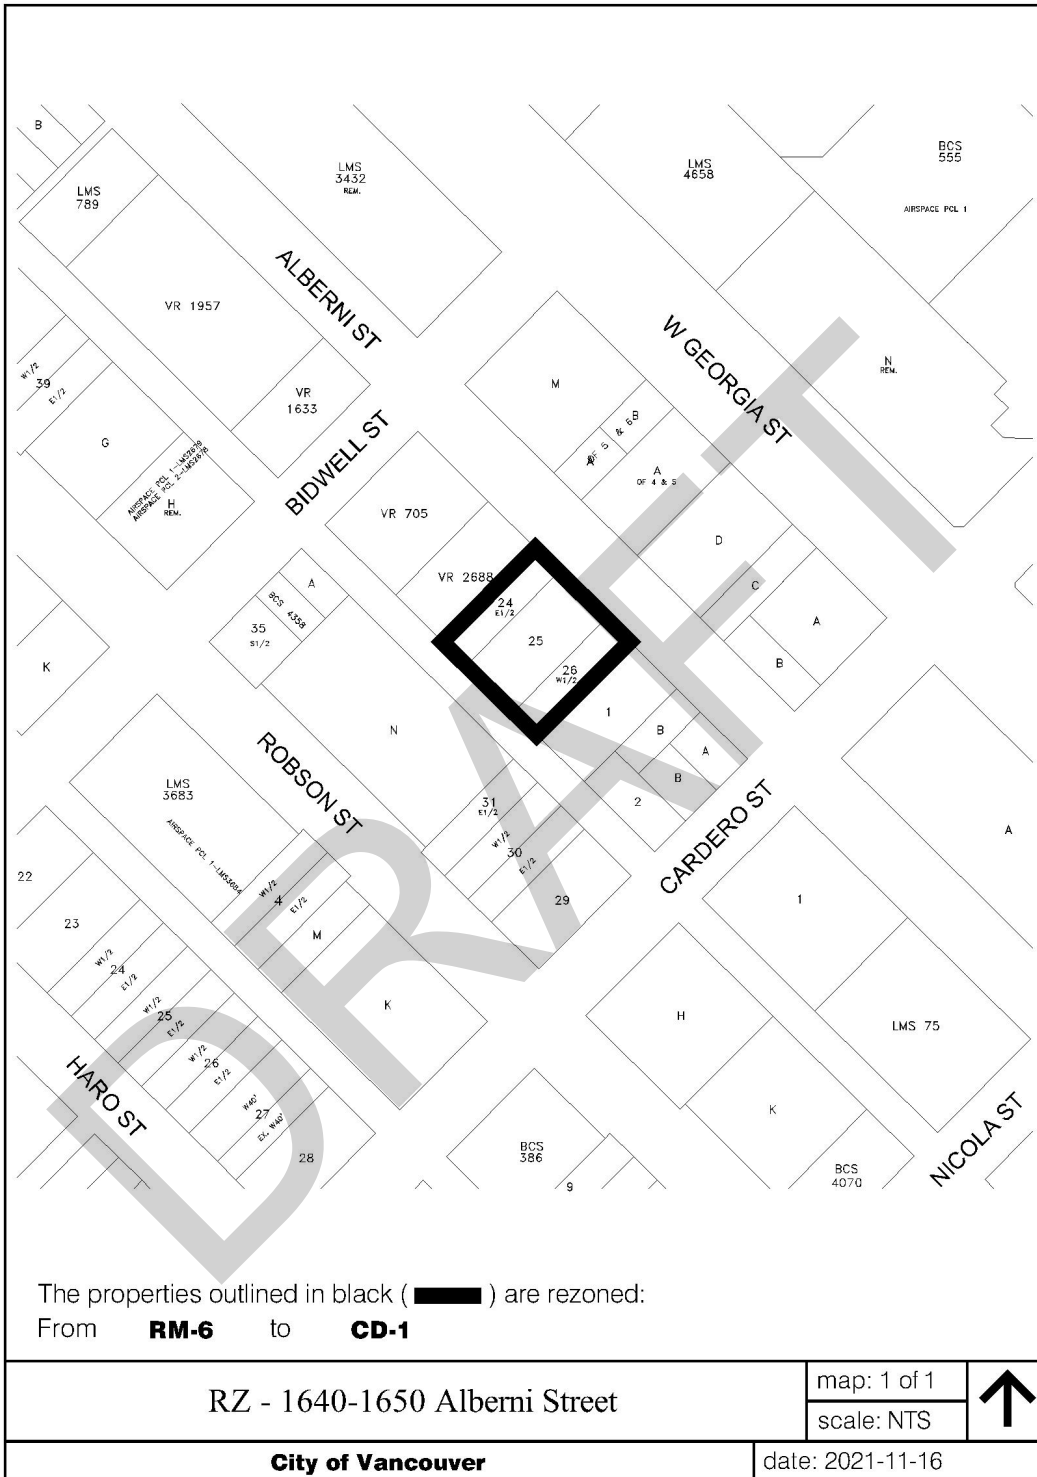 B
LMS
789
LMS
3432
REM.
LMS
4658
BCS
555
AIRSPACE PCL 1
ALBERNI ST
VR 1957
W GEORGIA ST
N
REM.
W1/2
39
E1/2
VR
1633
M
B
OF 5 & 6
A
OF 4 & 5
G
AIRSPACE PCL 1-LMS2679
AIRSPACE PCL 2-LMS2678
H
REM.
BIDWELL ST
VR 705
D
VR 2688
24
E1/2
25
26
W1/2
C
A
B
A
BCS 4358
35
S1/2
K
1
B
A
B
2
N
ROBSON ST
LMS
3683
AIRSPACE PCL 1-LMS3684
31
E1/2
W1/2
30
E1/2
29
CARDERO ST
A
1
22
23
W1/2
4
E1/2
M
K
W1/2
24
E1/2
W1/2
25
E1/2
W1/2
26
E1/2
W40'
27
EX. W40'
28
H
LMS 75
K
HARO ST
NICOLA ST
BCS
386
9
BCS
4070
DRAFT
The properties outlined in black ( ) are rezoned:
From RM-6 to CD-1
RZ - 1640-1650 Alberni Street
map: 1 of 1
scale: NTS
City of Vancouver
date: 2021-11-16